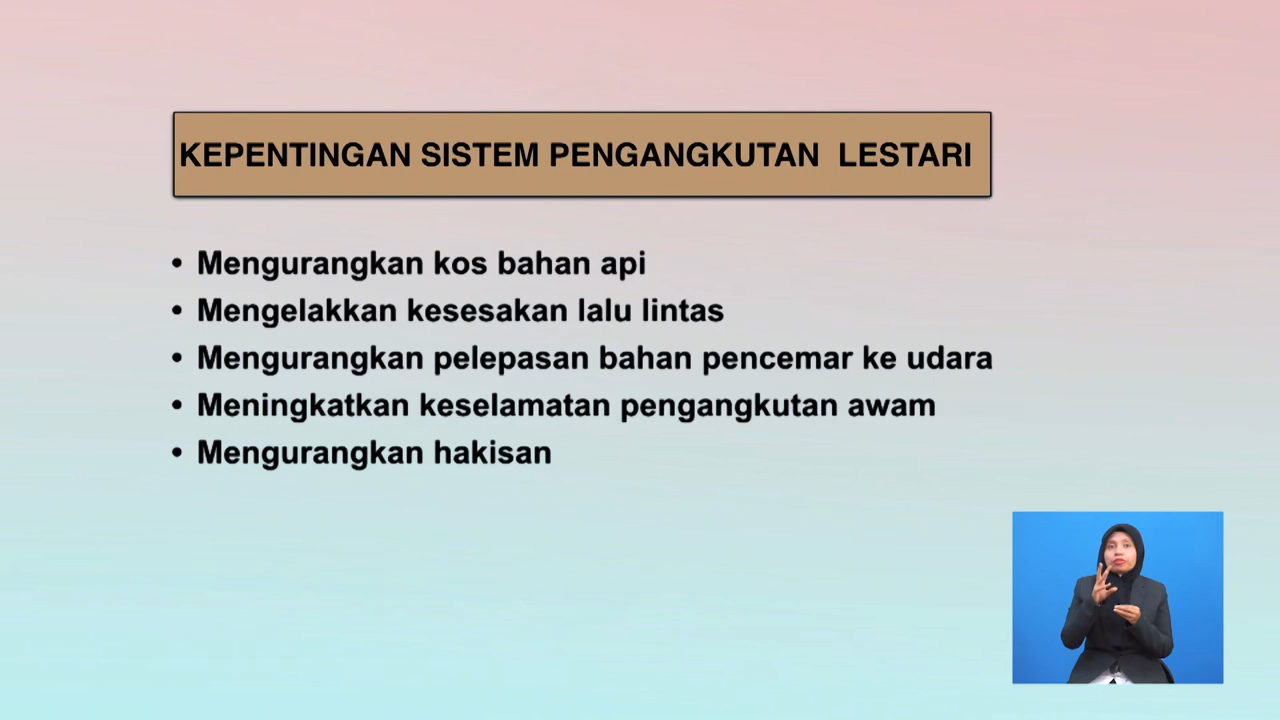 KEPENTINGAN SISTEM PENGANGKUTAN LESTARI
• Mengurangkan kos bahan api
• Mengelakkan kesesakan lalu lintas
• Mengurangkan pelepasan bahan pencemar ke udara
• Meningkatkan keselamatan pengangkutan awam
• Mengurangkan hakisan